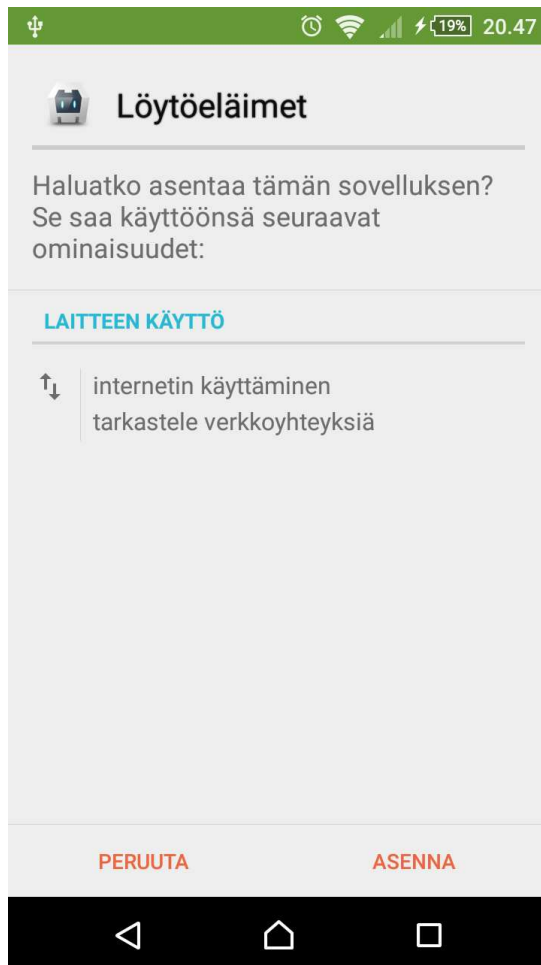 19% 20.47
Löytöeläimet
Haluatko asentaa tämän sovelluksen?
Se saa käyttöönsä seuraavat
ominaisuudet:
LAITTEEN KÄYTTÖ
internetin käyttäminen
tarkastele verkkoyhteyksiä
PERUUTA ASENNA